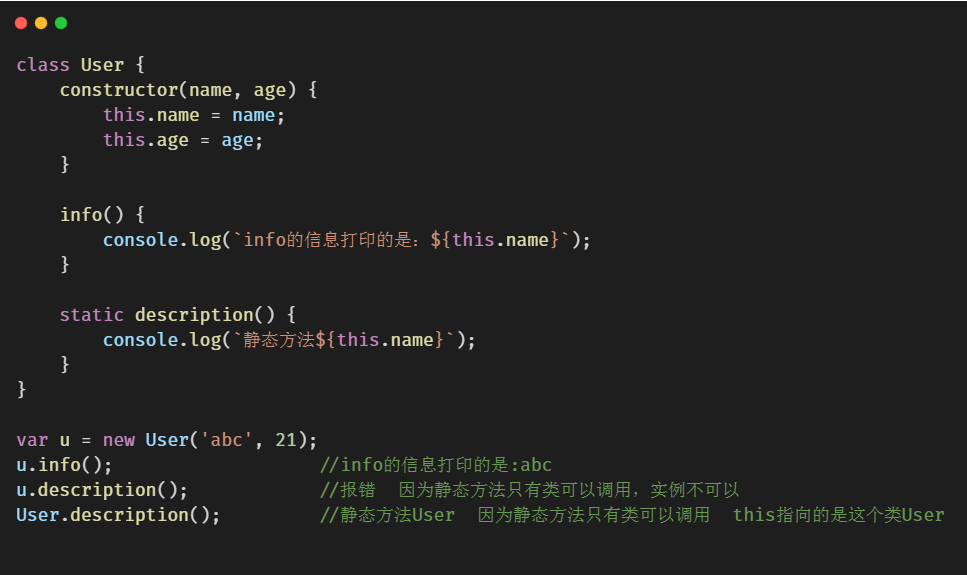 class User {
    constructor(name, age) {
        this.name = name;
        this.age = age;
    }

    info() {
        console.log(`info的信息打印的是：${this.name}`);
    }

    static description() {
        console.log(`静态方法${this.name}`);
    }
}

var u = new User('abc', 21);
u.info();                   //info的信息打印的是:abc
u.description();            //报错  因为静态方法只有类可以调用，实例不可以
User.description();         //静态方法User  因为静态方法只有类可以调用  this指向的是这个类User